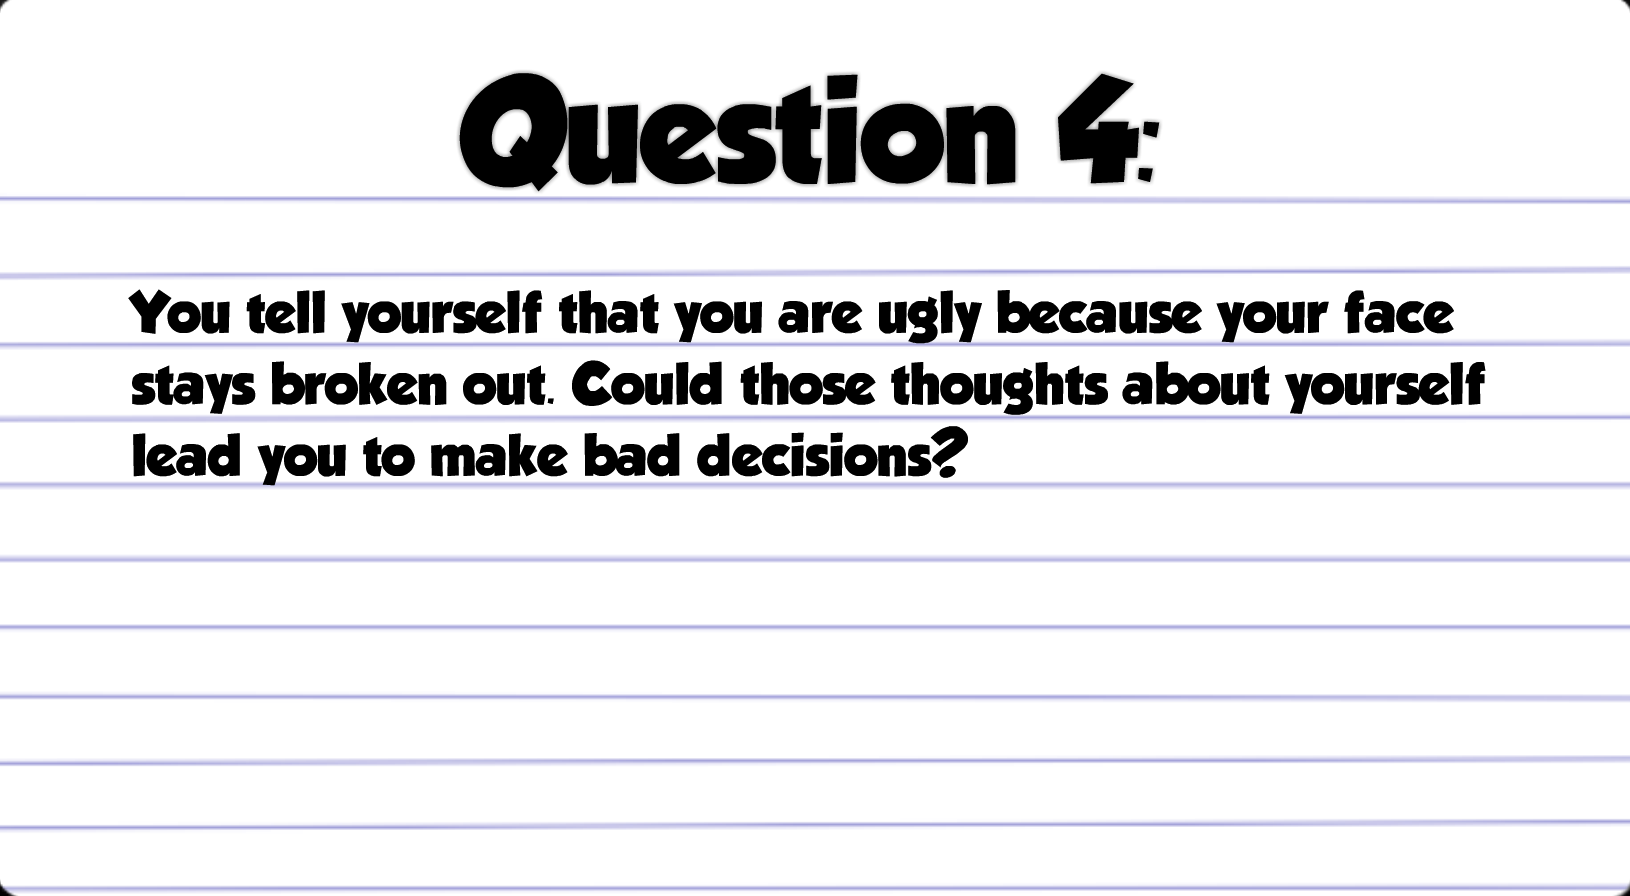 Question 4:
You tell yourself that you are ugly because your face
stays broken out. Could those thoughts about yourself
lead you to make bad decisions?